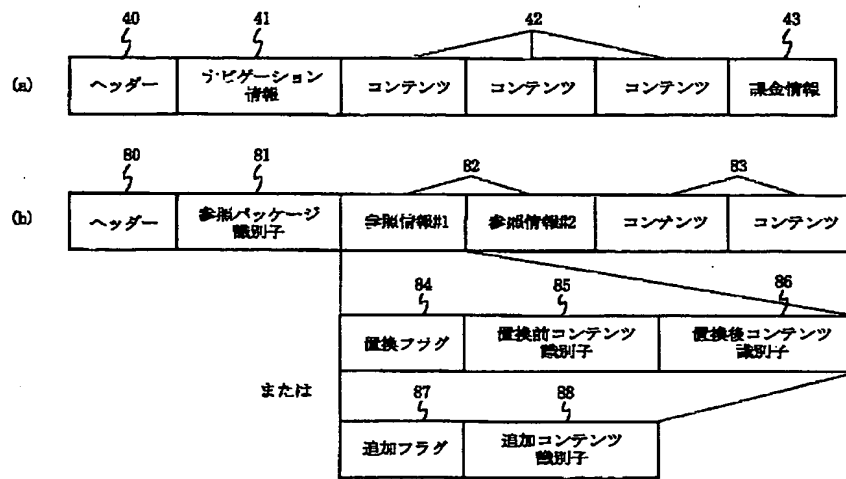 40 41 42 43
(a) ヘッダー ナビゲーション 情報 コンテンツ コンテンツ コンテンツ 課金情報
80 81 82 83
(b) ヘッダー 参照パッケージ 識別子 参照情報#1 参照情報#2 コンテンツ コンテンツ
84 85 86
置換フラグ 置換前コンテンツ 識別子 置換後コンテンツ 識別子
または
87 88
追加フラグ 追加コンテンツ 識別子